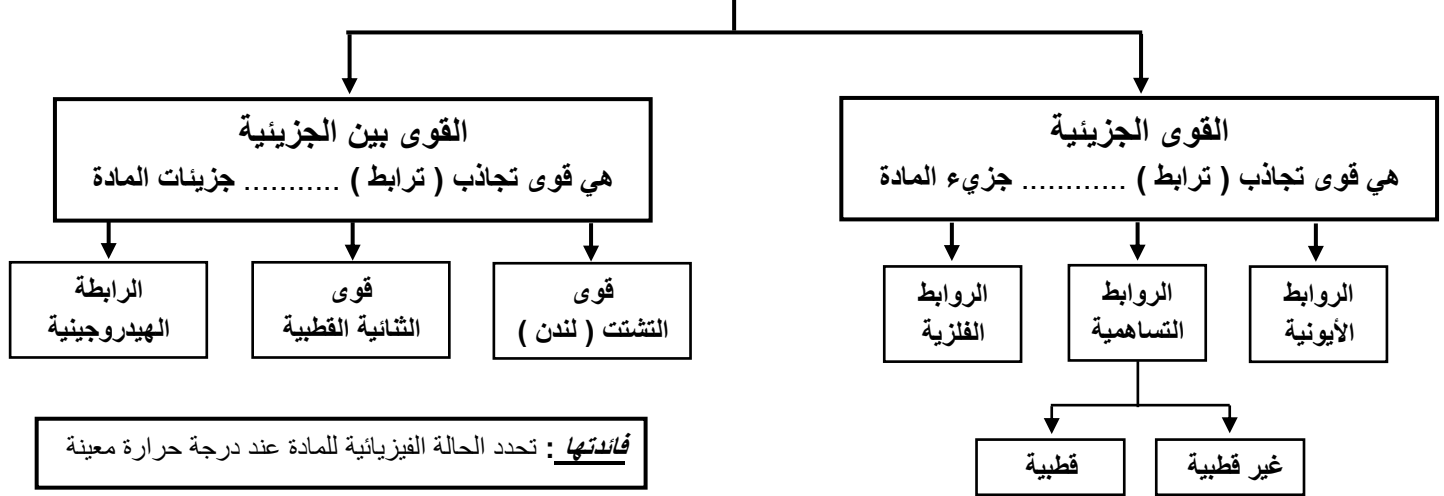 القوى الجزيئية
هي قوى تجاذب ( ترابط ) ............ جزيء المادة
الروابط
الأيونية
الروابط
التساهمية
الروابط
الفلزية
غير قطبية
قطبية
القوى بين الجزيئية
هي قوى تجاذب ( ترابط ) ........... جزيئات المادة
قوى
التشتت ( لندن )
قوى
الثنائية القطبية
الرابطة
الهيدروجينية
فائدتها : تحدد الحالة الفيزيائية للمادة عند درجة حرارة معينة